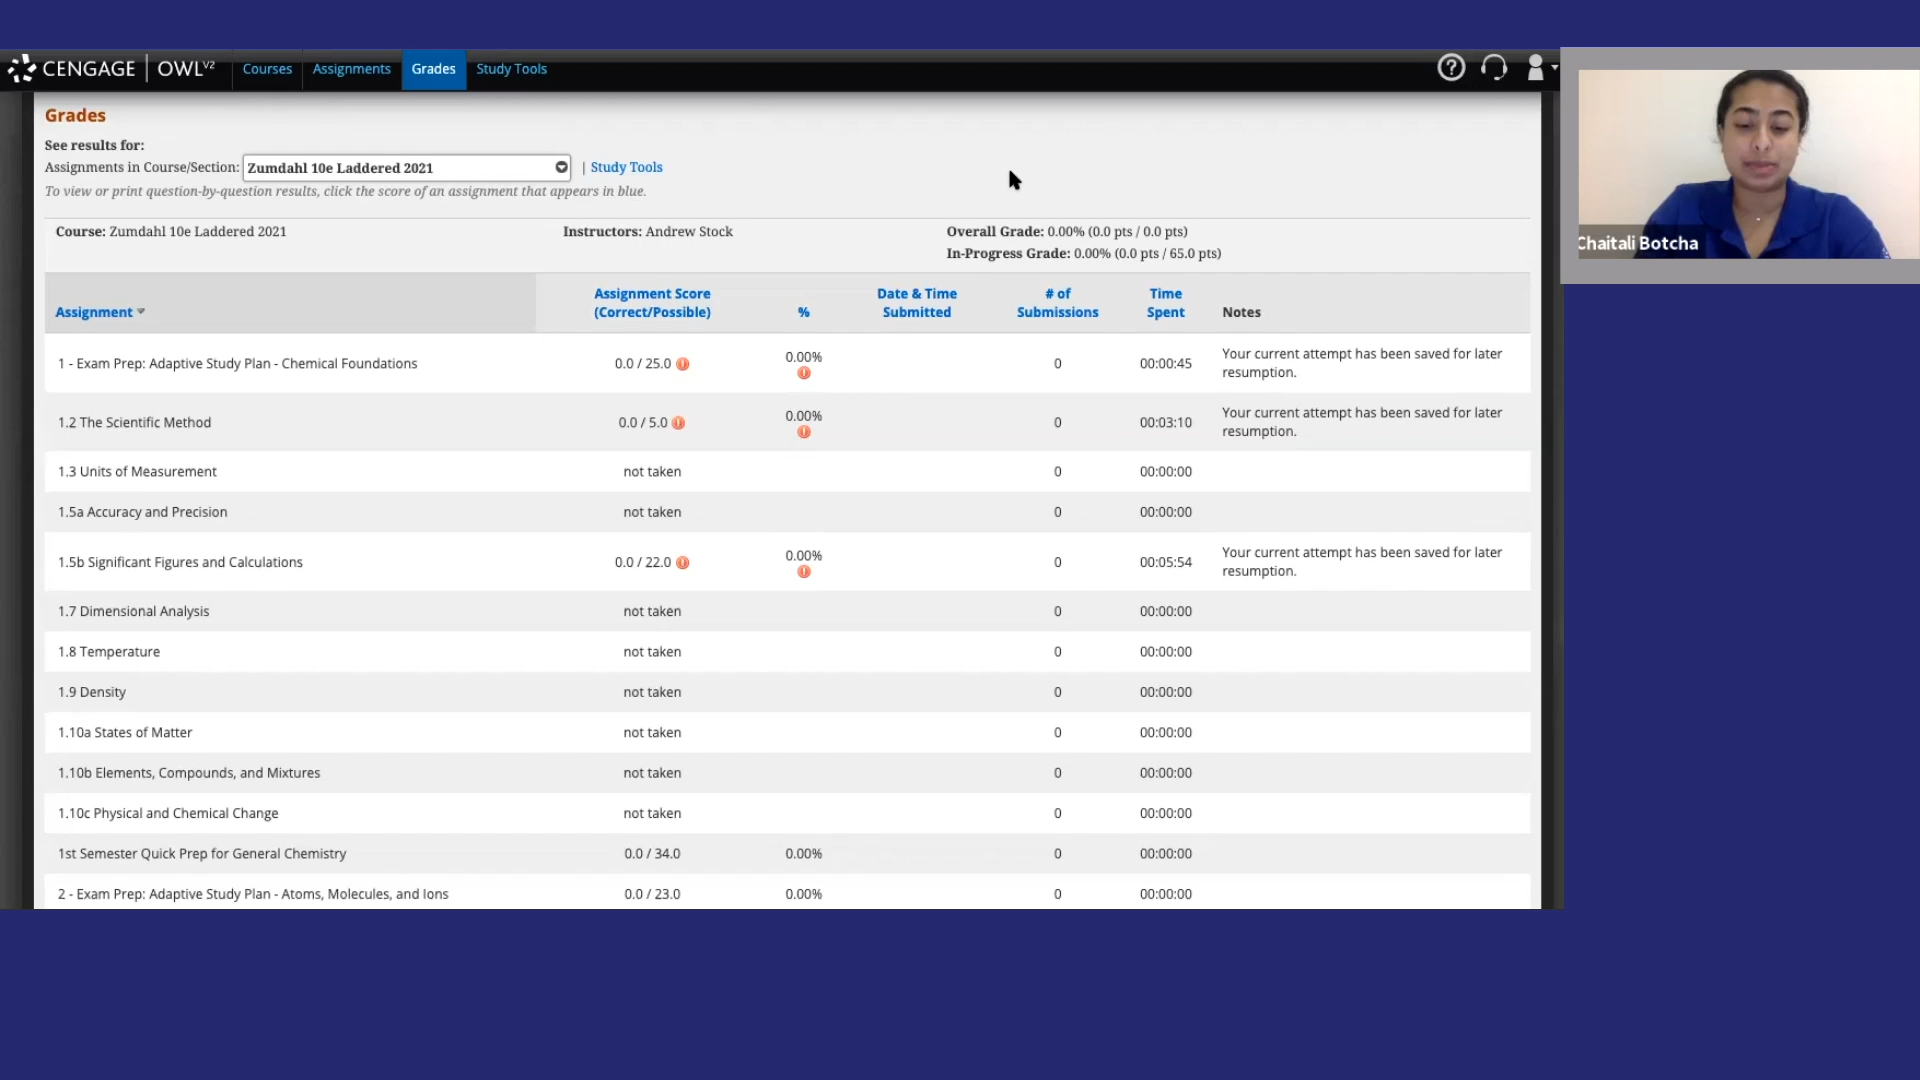 CENGAGE | OWLV2 Courses Assignments Grades Study Tools
Grades
See results for:
Assignments in Course/Section: Zumdahl 10e Laddered 2021 | Study Tools
To view or print question-by-question results, click the score of an assignment that appears in blue.
Course: Zumdahl 10e Laddered 2021 Instructors: Andrew Stock Overall Grade: 0.00% (0.0 pts / 0.0 pts)
In-Progress Grade: 0.00% (0.0 pts / 65.0 pts)
Chaitali Botcha
Assignment Assignment Score (Correct/Possible) % Date & Time Submitted # of Submissions Time Spent Notes
1 - Exam Prep: Adaptive Study Plan - Chemical Foundations 0.0 / 25.0 0.00% 0 00:00:45 Your current attempt has been saved for later resumption.
1.2 The Scientific Method 0.0 / 5.0 0.00% 0 00:03:10 Your current attempt has been saved for later resumption.
1.3 Units of Measurement not taken 0 00:00:00
1.5a Accuracy and Precision not taken 0 00:00:00
1.5b Significant Figures and Calculations 0.0 / 22.0 0.00% 0 00:05:54 Your current attempt has been saved for later resumption.
1.7 Dimensional Analysis not taken 0 00:00:00
1.8 Temperature not taken 0 00:00:00
1.9 Density not taken 0 00:00:00
1.10a States of Matter not taken 0 00:00:00
1.10b Elements, Compounds, and Mixtures not taken 0 00:00:00
1.10c Physical and Chemical Change not taken 0 00:00:00
1st Semester Quick Prep for General Chemistry 0.0 / 34.0 0.00% 0 00:00:00
2 - Exam Prep: Adaptive Study Plan - Atoms, Molecules, and Ions 0.0 / 23.0 0.00% 0 00:00:00